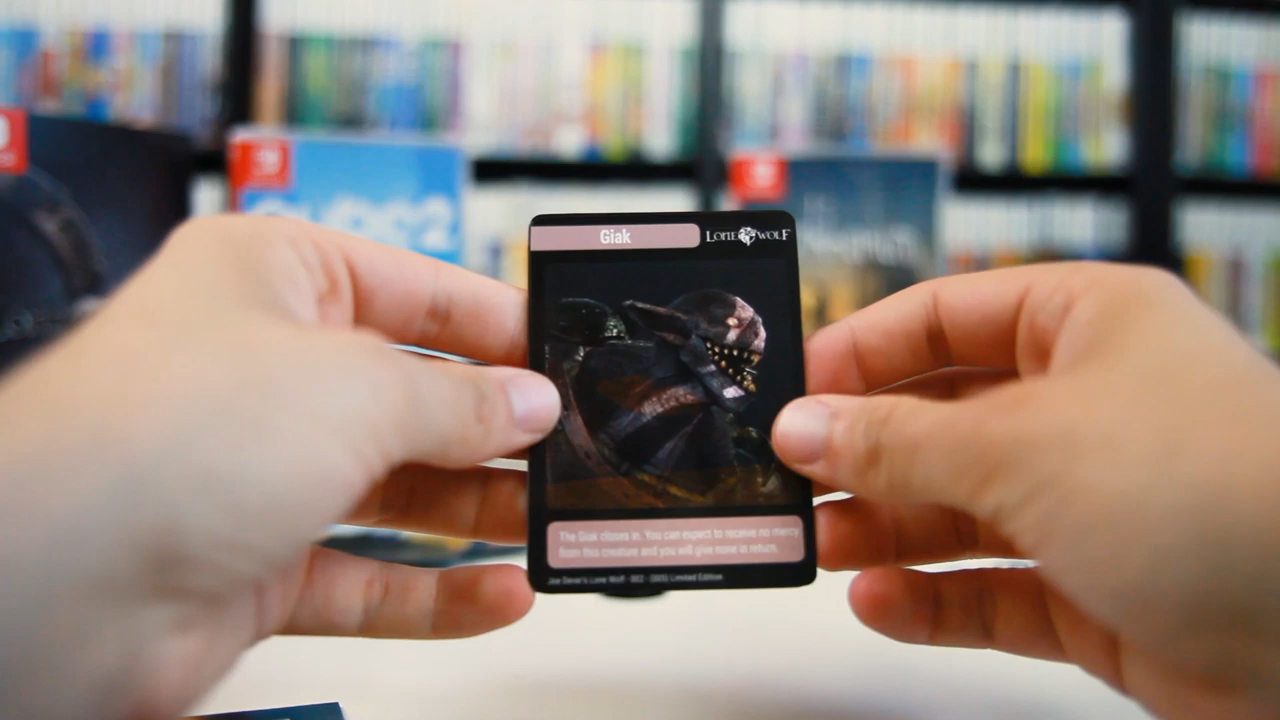 Giak
LONE WOLF
The Giak closes in. You can expect to receive no mercy
from this creature and you will give none in return.
Joe Dever's Lone Wolf - 002 - (005) Limited Edition